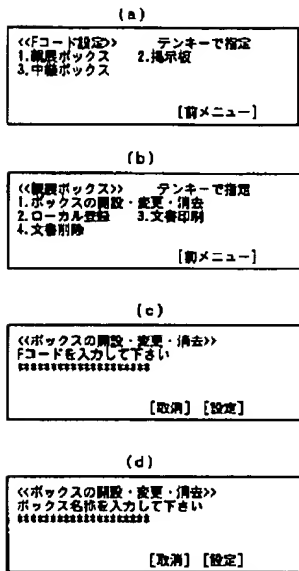 (a)
<<Fコード設定>> テンキーで指定
1.親展ボックス 2.掲示板
3.中継ボックス
[前メニュー]
(b)
<<親展ボックス>> テンキーで指定
1.ボックスの開設・変更・消去
2.ローカル登録 3.文書印刷
4.文書削除
[前メニュー]
(c)
<<ボックスの開設・変更・消去>>
Fコードを入力して下さい
********************
[取消] [設定]
(d)
<<ボックスの開設・変更・消去>>
ボックス名称を入力して下さい
********************
[取消] [設定]